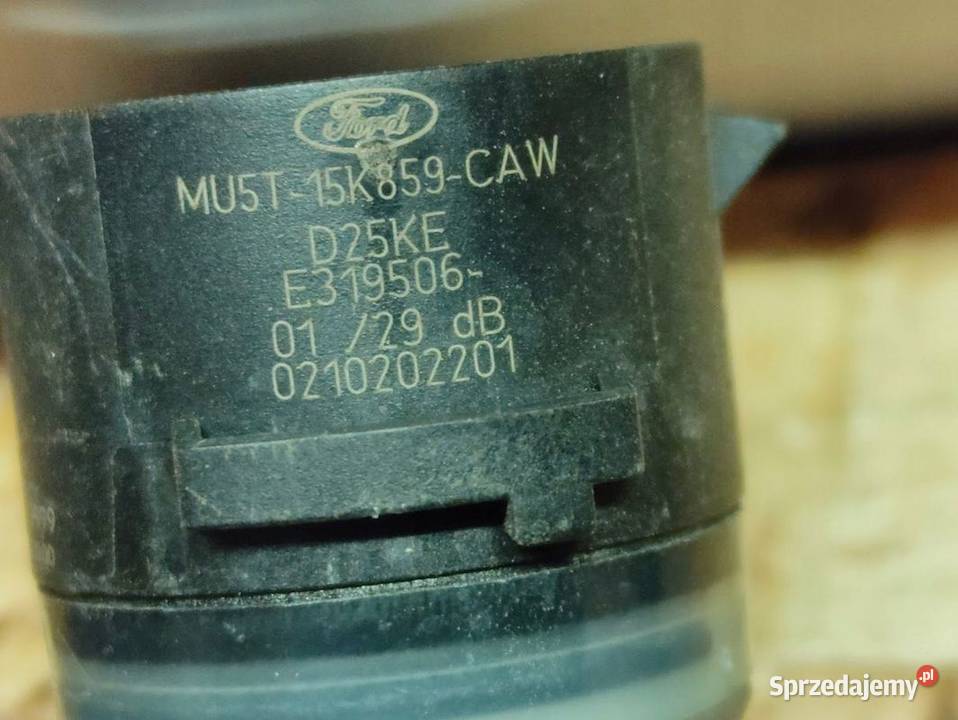 Ford
MU5T-15K859-CAW
D25KE
E319506-
01 /29 dB
0210202201
Sprzedajemy.pl